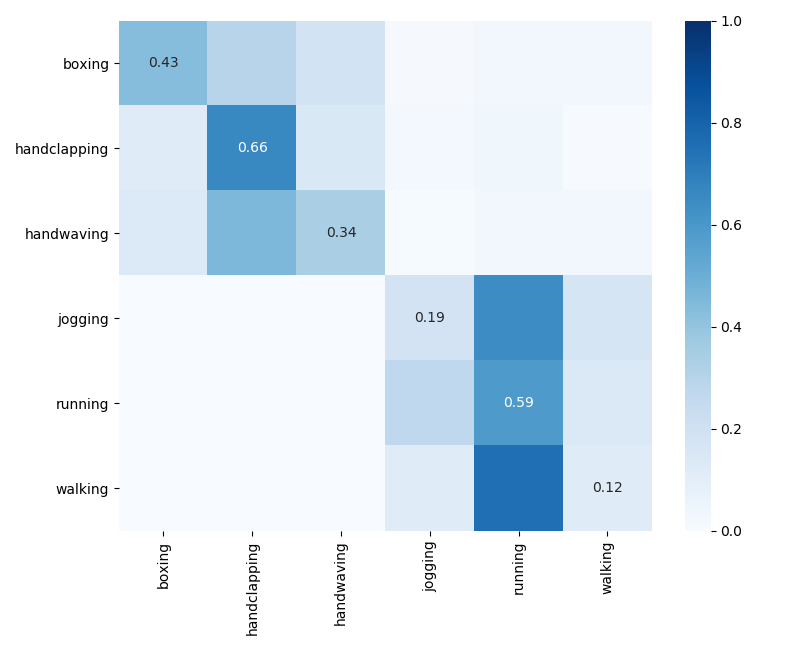 boxing 0.43
handclapping 0.66
handwaving 0.34
jogging 0.19
running 0.59
walking 0.12
boxing handclapping handwaving jogging running walking
1.0
0.8
0.6
0.4
0.2
0.0